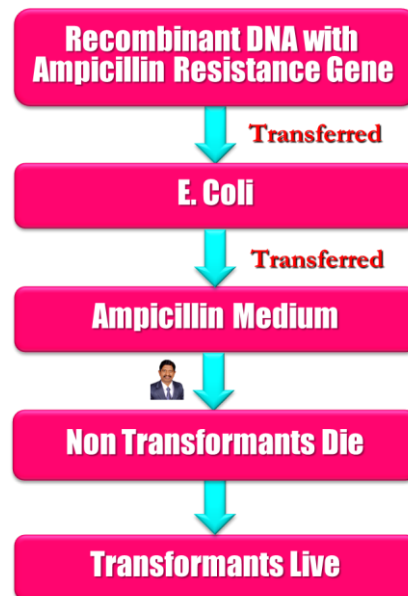 Recombinant DNA with
Ampicillin Resistance Gene
Transferred
E. Coli
Transferred
Ampicillin Medium
Non Transformants Die
Transformants Live